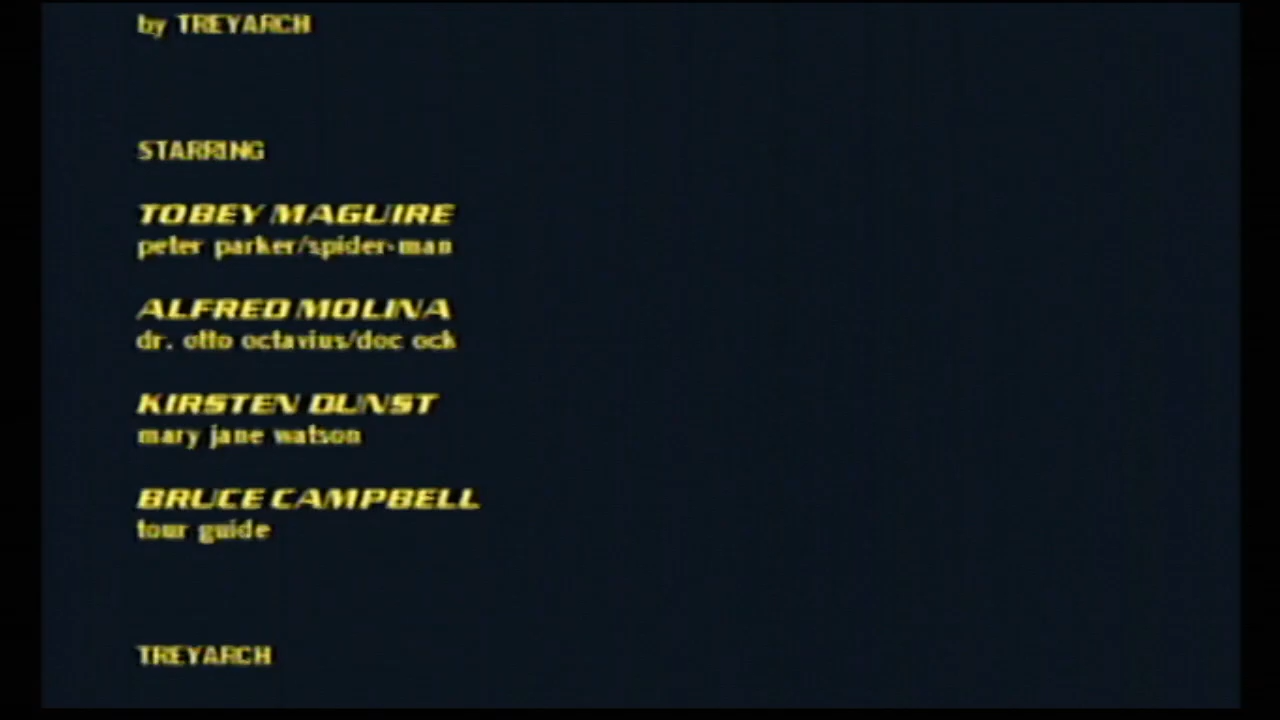 by TREYARCH
STARRING
TOBEY MAGUIRE
peter parker/spider-man
ALFRED MOLINA
dr. otto octavius/doc ock
KIRSTEN DUNST
mary jane watson
BRUCE CAMPBELL
tour guide
TREYARCH